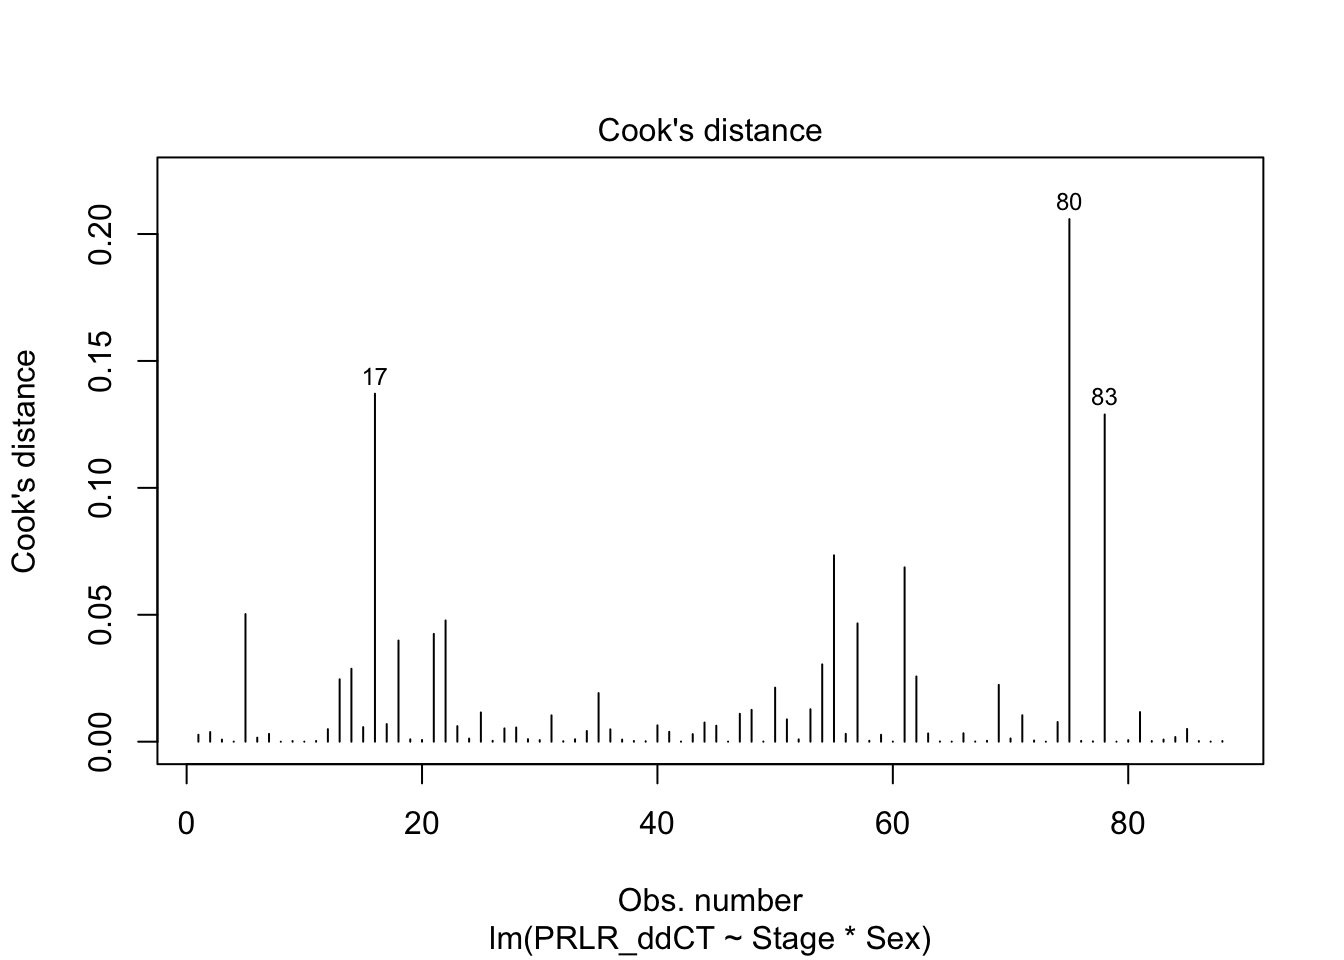 Cook's distance
80
17
83
Cook's distance
0.20
0.15
0.10
0.05
0.00
0 20 40 60 80
Obs. number
lm(PRLR_ddCT ~ Stage * Sex)